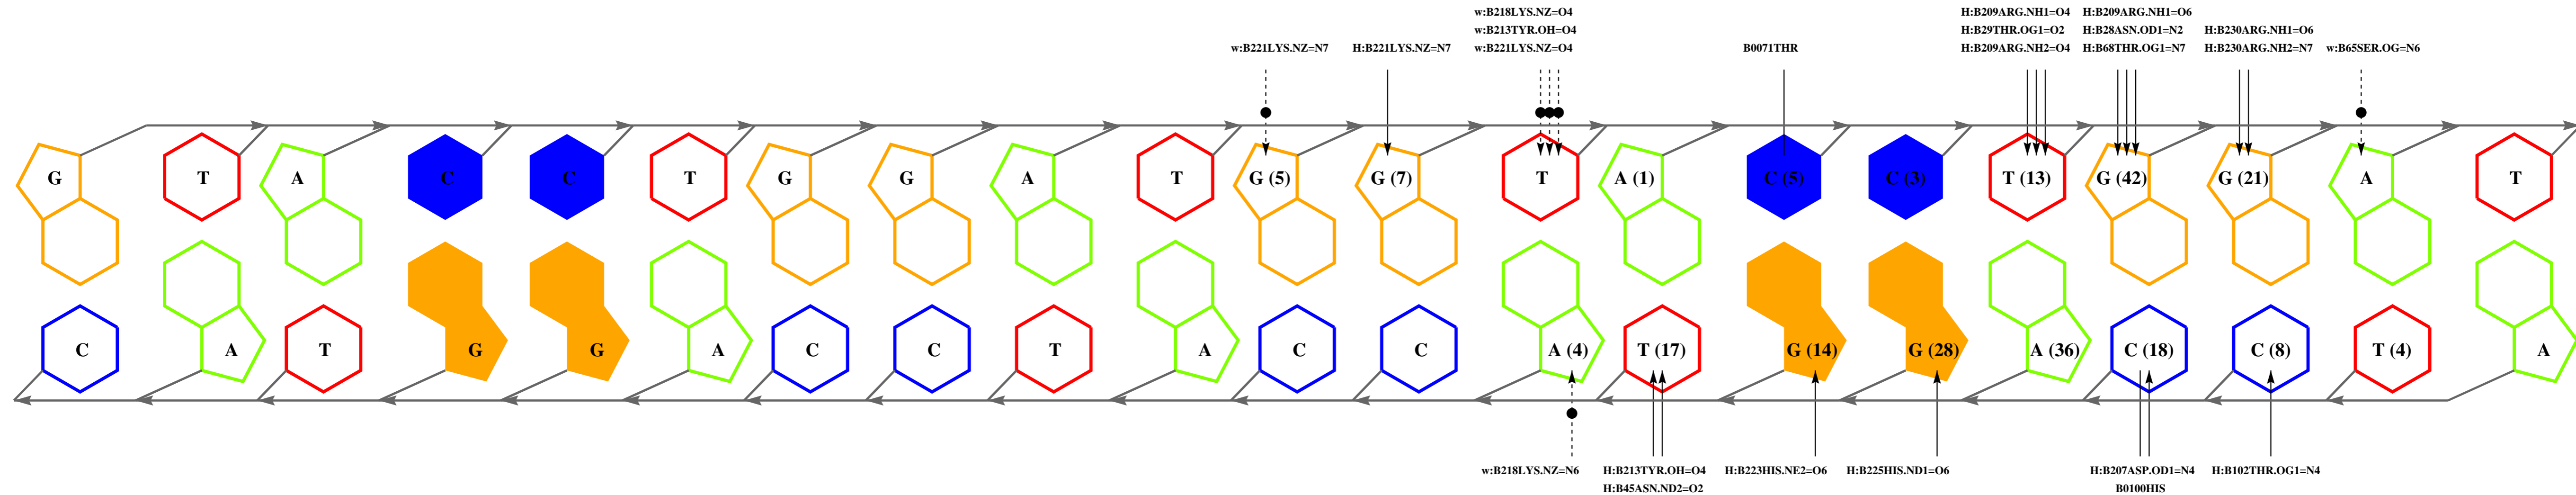 w:B218LYS.NZ=O4 H:B209ARG.NH1=O4 H:B209ARG.NH1=O6
w:B213TYR.OH=O4 H:B29THR.OG1=O2 H:B28ASN.OD1=N2 H:B230ARG.NH1=O6
w:B221LYS.NZ=N7 H:B221LYS.NZ=N7 w:B221LYS.NZ=O4 B0071THR H:B209ARG.NH2=O4 H:B68THR.OG1=N7 H:B230ARG.NH2=N7 w:B65SER.OG=N6
G T A C C T G G A T G (5) G (7) T A (1) C (5) C (3) T (13) G (42) G (21) A T
C A T G G A C C T A C C A (4) T (17) G (14) G (28) A (36) C (18) C (8) T (4) A
w:B218LYS.NZ=N6 H:B213TYR.OH=O4 H:B223HIS.NE2=O6 H:B225HIS.ND1=O6 H:B207ASP.OD1=N4 H:B102THR.OG1=N4
H:B45ASN.ND2=O2 B0100HIS